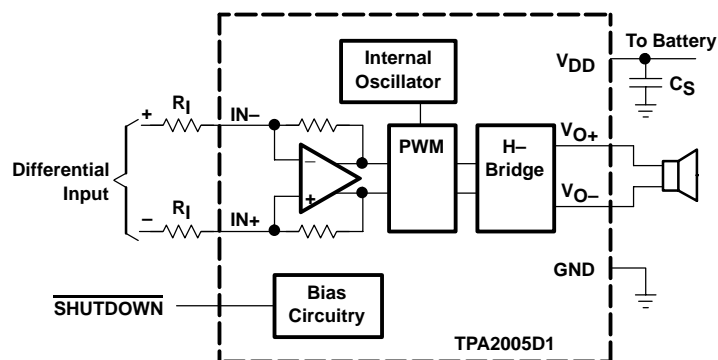 Internal
Oscillator
To Battery
VDD
CS
+
RI
IN−
PWM
H−
Bridge
VO+
Differential
Input
−
+
VO−
−
RI
IN+
GND
SHUTDOWN
Bias
Circuitry
TPA2005D1